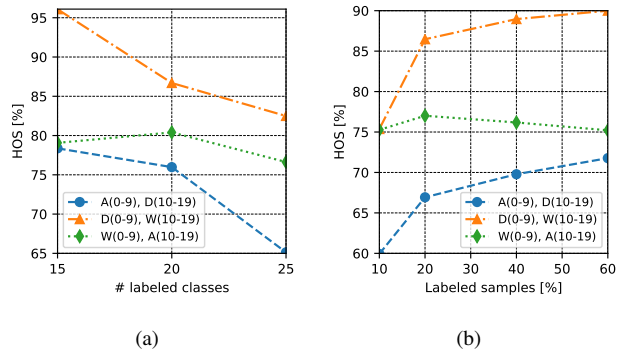 95
90
85
80
75
70
65
HOS [%]
A(0-9), D(10-19)
D(0-9), W(10-19)
W(0-9), A(10-19)
15 20 25
# labeled classes
(a)
90
85
80
75
70
65
60
HOS [%]
A(0-9), D(10-19)
D(0-9), W(10-19)
W(0-9), A(10-19)
10 20 30 40 50 60
Labeled samples [%]
(b)